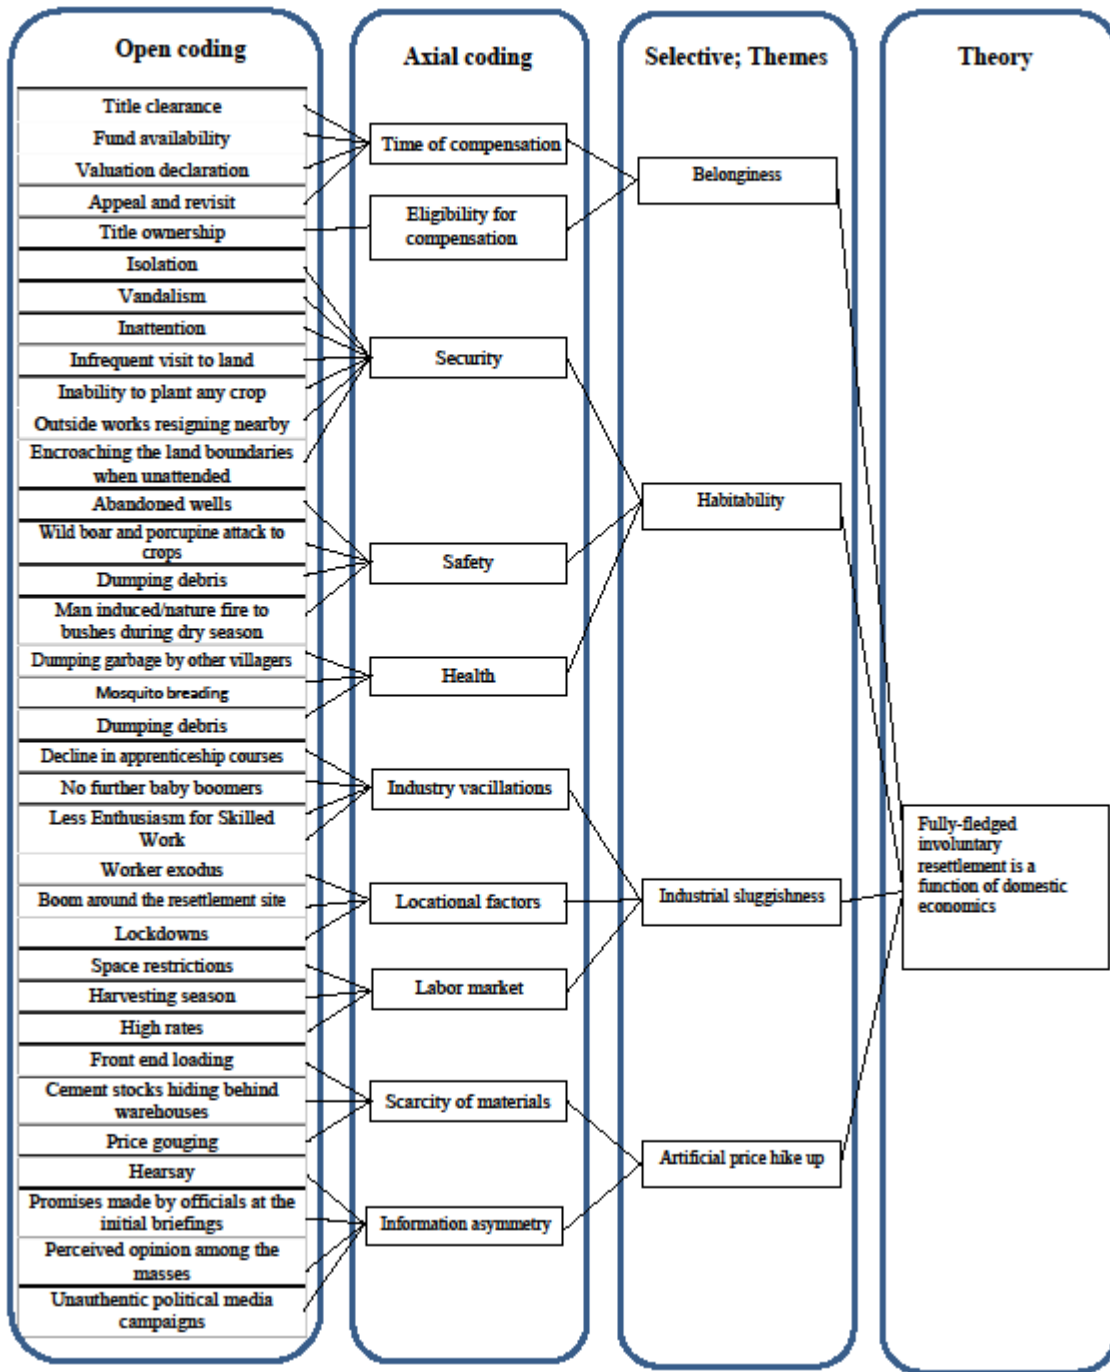 Open coding
Title clearance
Fund availability
Valuation declaration
Appeal and revisit
Title ownership
Isolation
Vandalism
Inattention
Infrequent visit to land
Inability to plant any crop
Outside works resigning nearby
Encroaching the land boundaries
when unattended
Abandoned wells
Wild boar and porcupine attack to
crops
Dumping debris
Man induced/nature fire to
bushes during dry season
Dumping garbage by other villagers
Mosquito breading
Dumping debris
Decline in apprenticeship courses
No further baby boomers
Less Enthusiasm for Skilled
Work
Worker exodus
Boom around the resettlement site
Lockdowns
Space restrictions
Harvesting season
High rates
Front end loading
Cement stocks hiding behind
warehouses
Price gouging
Hearsay
Promises made by officials at the
initial briefings
Perceived opinion among the
masses
Unauthentic political media
campaigns
Axial coding
Time of compensation
Eligibility for
compensation
Security
Safety
Health
Industry vacillations
Locational factors
Labor market
Scarcity of materials
Information asymmetry
Selective; Themes
Belonginess
Habitability
Industrial sluggishness
Artificial price hike up
Theory
Fully-fledged
involuntary
resettlement is a
function of domestic
economics